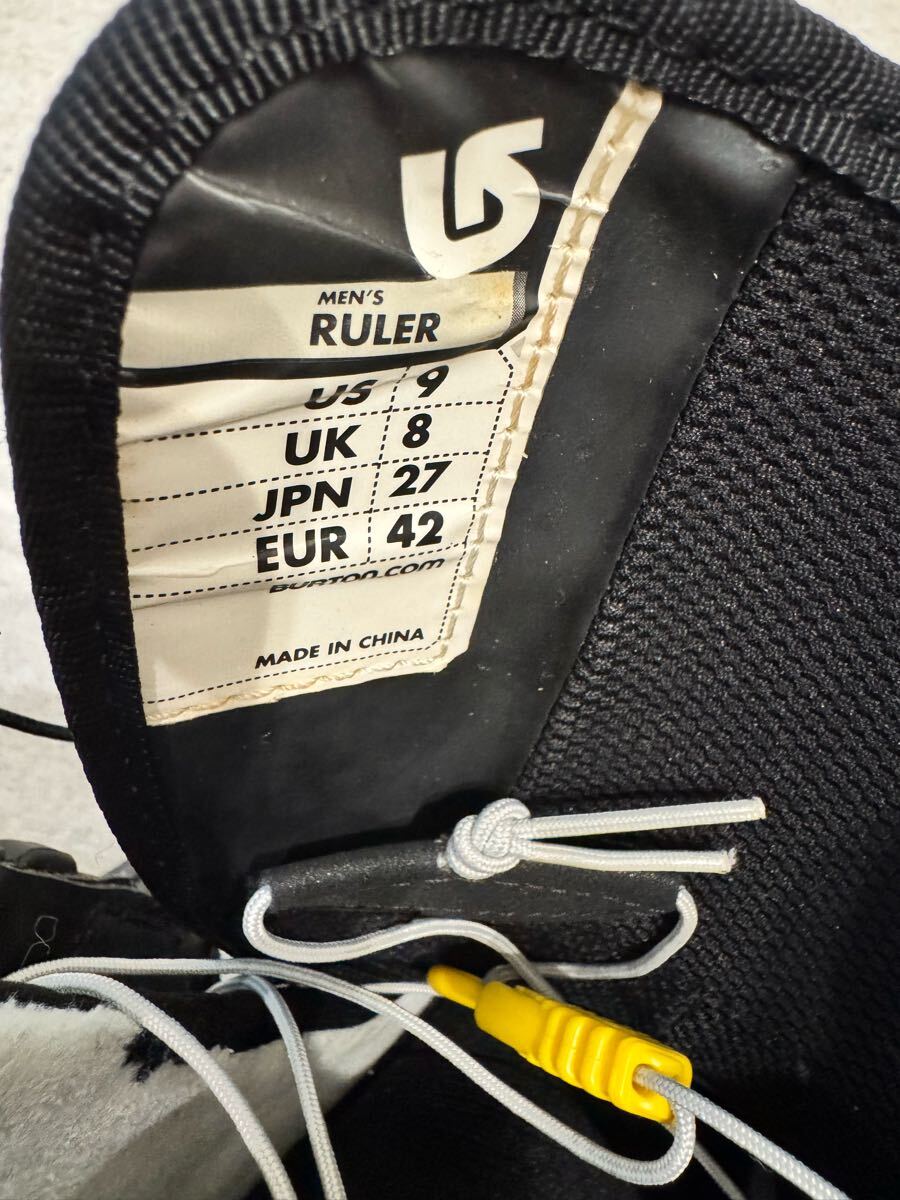 MEN'S
RULER
US 9
UK 8
JPN 27
EUR 42
BURTON.COM
MADE IN CHINA